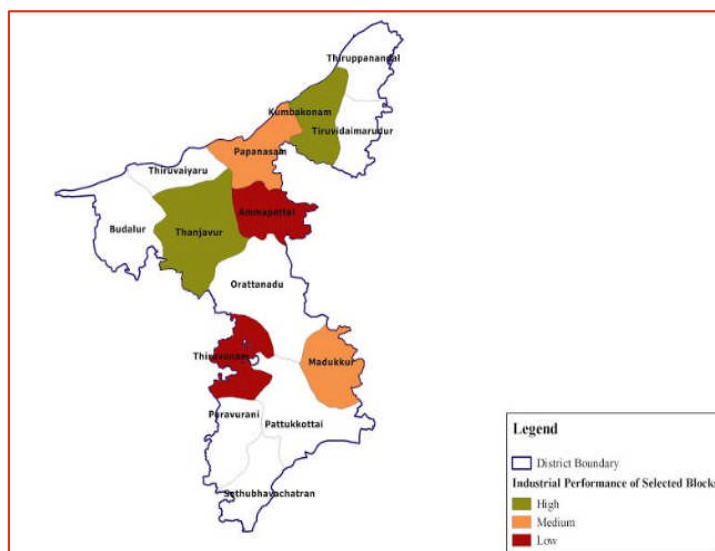 Thiruppanandal
Kumbakonam
Tiruvidaimarudur
Papanasam
Thiruvaiyaru
Ammapettai
Budalur
Thanjavur
Orattanadu
Thiruvonam
Madukkur
Peravurani
Pattukkottai
Sethubhavachatran
Legend
District Boundary
Industrial Performance of Selected Blocks
High
Medium
Low